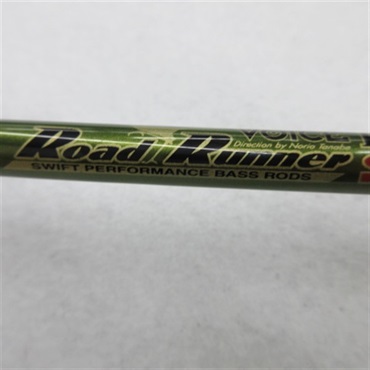 VOICE
Road Runner
Direction by Norio Tanabe
SWIFT PERFORMANCE BASS RODS